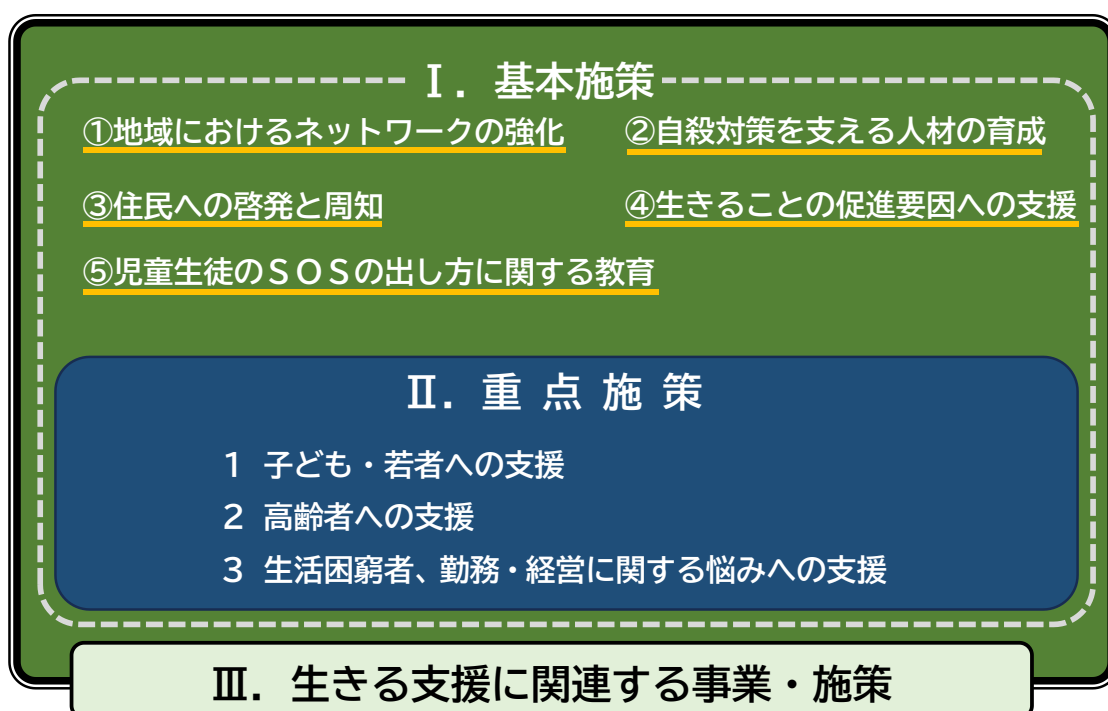 Ⅰ．基本施策
①地域におけるネットワークの強化
②自殺対策を支える人材の育成
③住民への啓発と周知
④生きることの促進要因への支援
⑤児童生徒のＳＯＳの出し方に関する教育
Ⅱ．重 点 施 策
１ 子ども・若者への支援
２ 高齢者への支援
３ 生活困窮者、勤務・経営に関する悩みへの支援
Ⅲ．生きる支援に関連する事業・施策